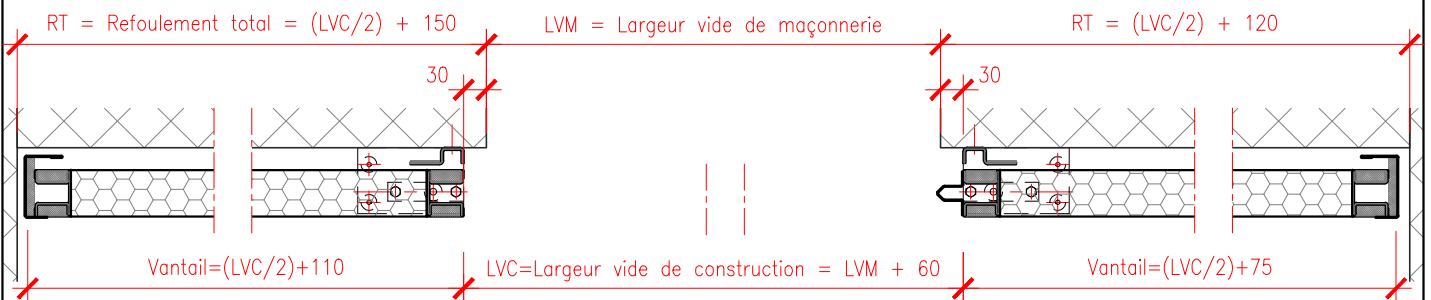 RT = Refoulement total = (LVC/2) + 150
LVM = Largeur vide de maçonnerie
RT = (LVC/2) + 120
30
30
Vantail=(LVC/2)+110
LVC=Largeur vide de construction = LVM + 60
Vantail=(LVC/2)+75